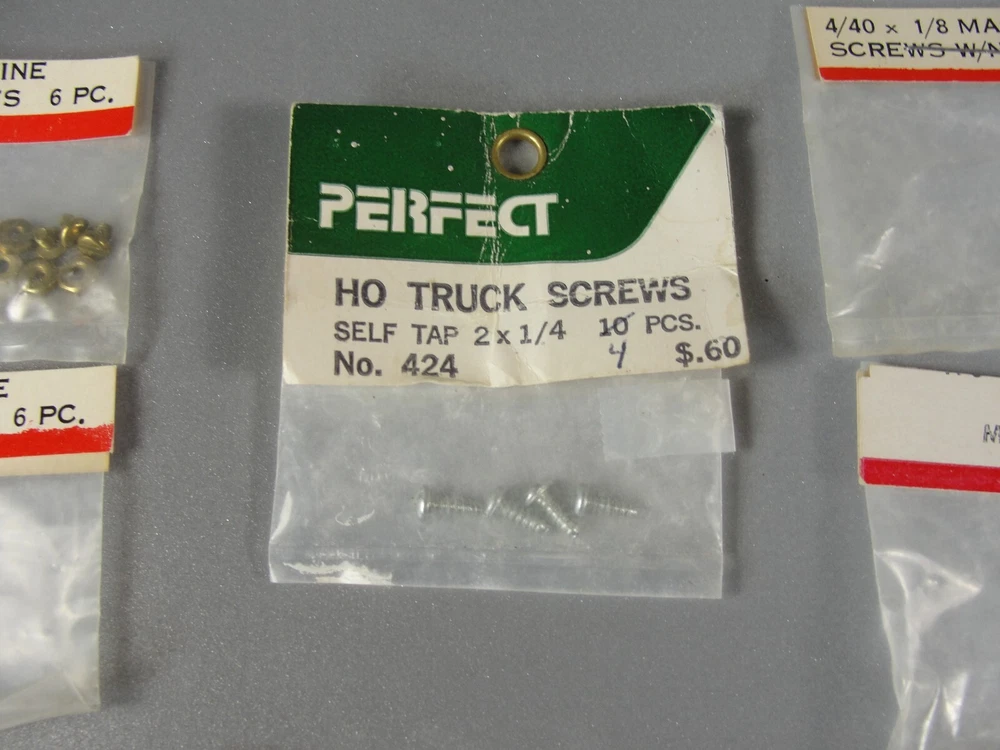 INE
S 6 PC.
E
6 PC.
PERFECT
HO TRUCK SCREWS
SELF TAP 2 x 1/4 10 PCS.
4
No. 424 $.60
4/40 x 1/8 MA
SCREWS W/N